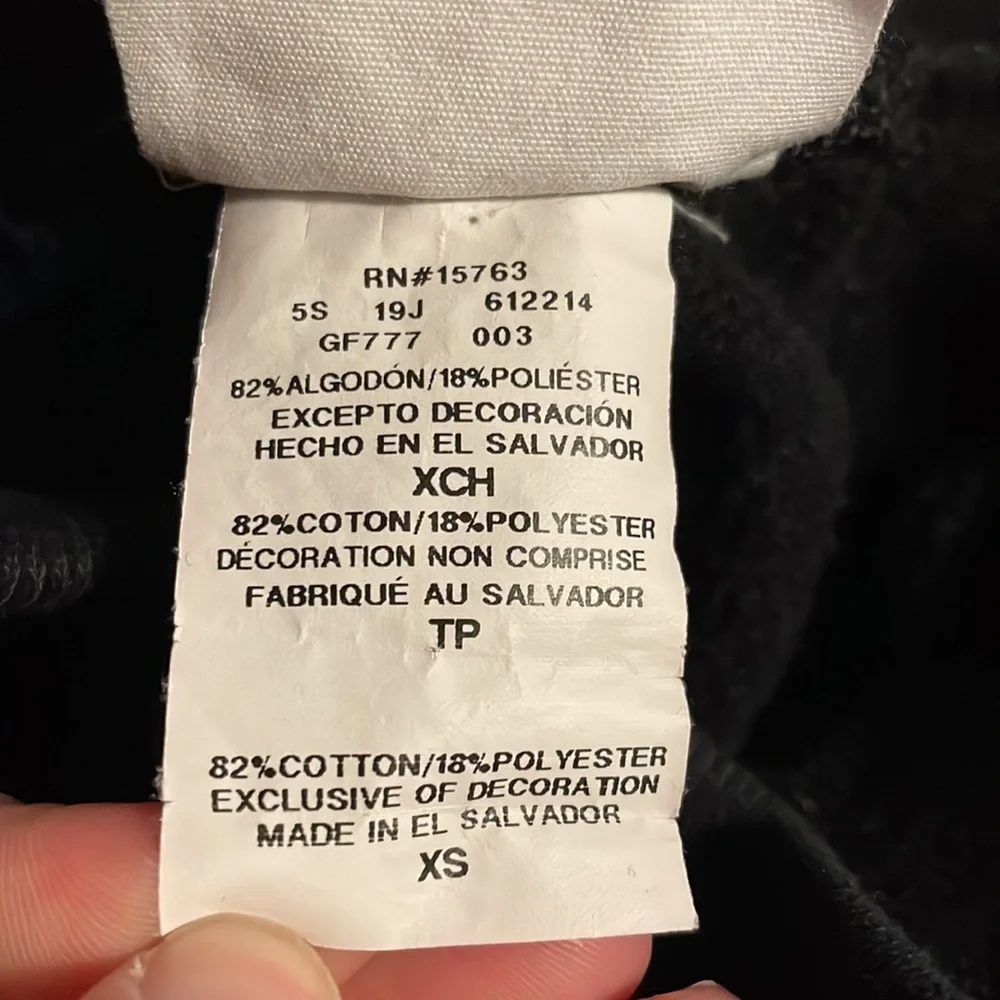 RN#15763
5S 19J 612214
GF777 003
82%ALGODÓN/18%POLIÉSTER
EXCEPTO DECORACIÓN
HECHO EN EL SALVADOR
XCH
82%COTON/18%POLYESTER
DÉCORATION NON COMPRISE
FABRIQUÉ AU SALVADOR
TP
82%COTTON/18%POLYESTER
EXCLUSIVE OF DECORATION
MADE IN EL SALVADOR
XS